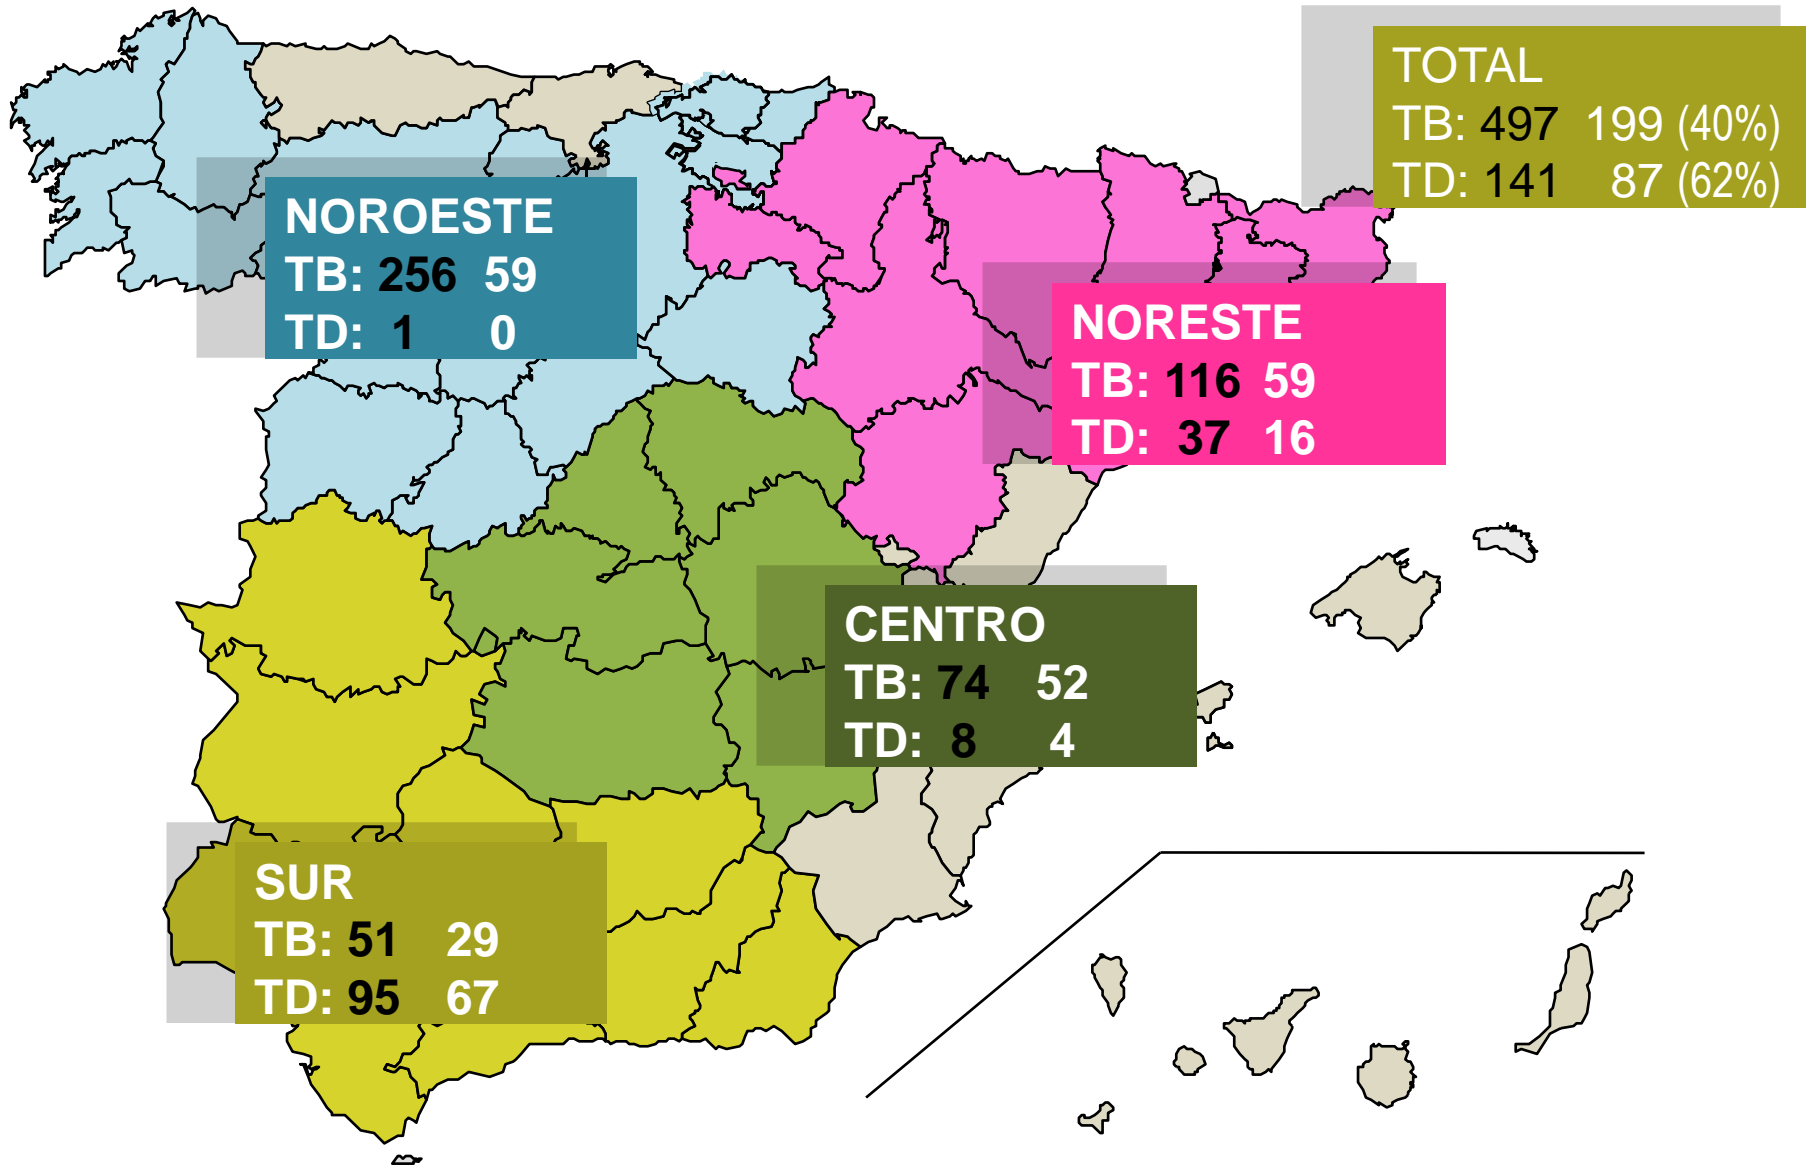 TOTAL
TB: 497 199 (40%)
TD: 141 87 (62%)
NOROESTE
TB: 256 59
TD: 1 0
NORESTE
TB: 116 59
TD: 37 16
CENTRO
TB: 74 52
TD: 8 4
SUR
TB: 51 29
TD: 95 67